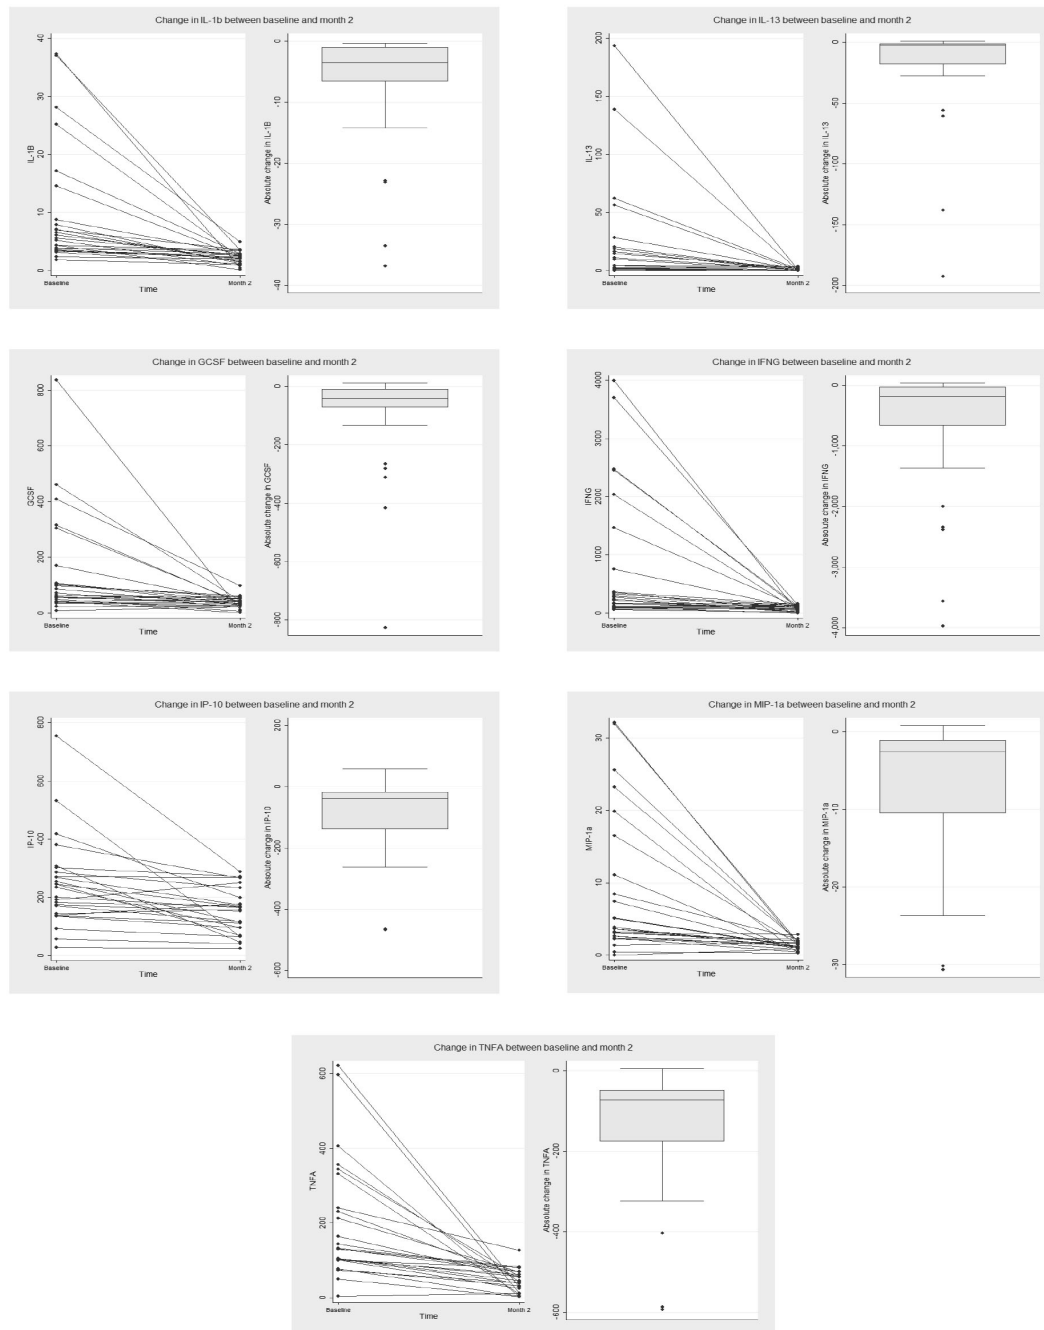 Change in IL-1b between baseline and month 2
IL-1B
40
30
20
10
0
Baseline
Month 2
Time
Absolute change in IL-1B
0
-10
-20
-30
-40
Change in IL-13 between baseline and month 2
IL-13
200
150
100
50
0
Baseline
Month 2
Time
Absolute change in IL-13
0
-50
-100
-150
-200
Change in GCSF between baseline and month 2
GCSF
800
600
400
200
0
Baseline
Month 2
Time
Absolute change in GCSF
0
-200
-400
-600
-800
Change in IFNG between baseline and month 2
IFNG
4000
3000
2000
1000
0
Baseline
Month 2
Time
Absolute change in IFNG
0
-1,000
-2,000
-3,000
-4,000
Change in IP-10 between baseline and month 2
IP-10
800
600
400
200
0
Baseline
Month 2
Time
Absolute change in IP-10
200
0
-200
-400
-600
Change in MIP-1a between baseline and month 2
MIP-1a
30
20
10
0
Baseline
Month 2
Time
Absolute change in MIP-1a
0
-10
-20
-30
Change in TNFA between baseline and month 2
TNFA
600
400
200
0
Baseline
Month 2
Time
Absolute change in TNFA
0
-200
-400
-600